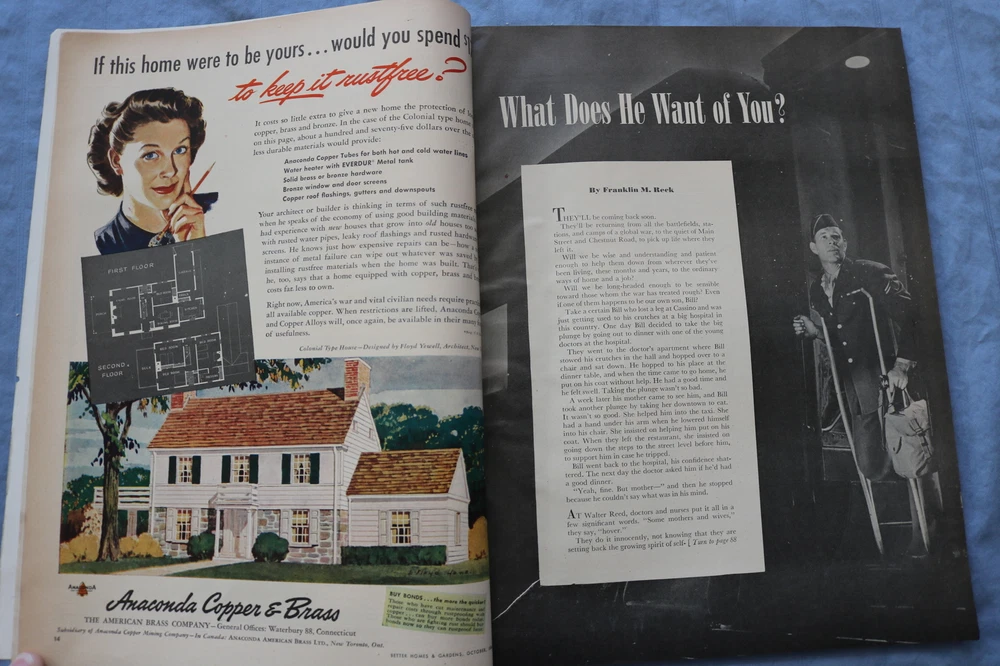 If this home were to be yours...would you spend
to keep it rustfree?
It costs so little extra to give a new home the protection of
copper, brass and bronze. In the case of the Colonial type home
on this page, about a hundred and seventy-five dollars over the
less durable materials would provide:
Anaconda Copper Tubes for both hot and cold water lines
Water heater with EVERDUR* Metal tank
Solid brass or bronze hardware
Bronze window and door screens
Copper roof flashings, gutters and downspouts
Your architect or builder is thinking in terms of such rustfree
when he speaks of the economy of using good building materials
had experience with new houses that grow into old houses too
with rusted water pipes, leaky roof flashings and rusted hardware
screens. He knows just how expensive repairs can be—how
instance of metal failure can wipe out whatever was saved
installing rustfree materials when the home was built. That's
he, too, says that a home equipped with copper, brass and
costs far less to own.
Right now, America's war and vital civilian needs require
all available copper. When restrictions are lifted, Anaconda
and Copper Alloys will, once again, be available in their many
of usefulness.
Colonial Type House—Designed by Floyd Yewell, Architect,
FIRST FLOOR
SECOND FLOOR
ANACONDA
Anaconda Copper & Brass
THE AMERICAN BRASS COMPANY—General Offices: Waterbury 88, Connecticut
Subsidiary of Anaconda Copper Mining Company—In Canada: ANACONDA AMERICAN BRASS LTD., New Toronto, Ont.
BUY BONDS...the more the quicker
14
BETTER HOMES & GARDENS, OCTOBER,
What Does He Want of You?
By Franklin M. Reck
THEY'LL be coming back soon.
They'll be returning from all the battlefields, sta-
tions, and camps of a global war, to the quiet of Main
Street and Chestnut Road, to pick up life where they
left it.
Will we be wise and understanding and patient
enough to help them down from wherever they've
been living, these months and years, to the ordinary
ways of home and a job?
Will we be long-headed enough to be sensible
toward those whom the war has treated rough? Even
if one of them happens to be our own son, Bill?
Take a certain Bill who lost a leg at Cassino and was
just getting used to his crutches at a big hospital in
this country. One day Bill decided to take the big
plunge by going out to dinner with one of the young
doctors at the hospital.
They went to the doctor's apartment where Bill
stowed his crutches in the hall and hopped over to a
chair and sat down. He hopped to his place at the
dinner table, and when the time came to go home, he
put on his coat without help. He had a good time and
he felt swell. Taking the plunge wasn't so bad.
A week later his mother came to see him, and Bill
took another plunge by taking her downtown to eat.
It wasn't so good. She helped him into the taxi. She
had a hand under his arm when he lowered himself
into his chair. She insisted on helping him put on his
coat. When they left the restaurant, she insisted on
going down the steps to the street level before him,
to support him in case he tripped.
Bill went back to the hospital, his confidence shat-
tered. The next day the doctor asked him if he'd had
a good dinner.
"Yeah, fine. But mother—" and then he stopped
because he couldn't say what was in his mind.
AT Walter Reed, doctors and nurses put it all in a
few significant words. "Some mothers and wives,"
they say, "hover."
They do it innocently, not knowing that they are
setting back the growing spirit of self- [ Turn to page 88